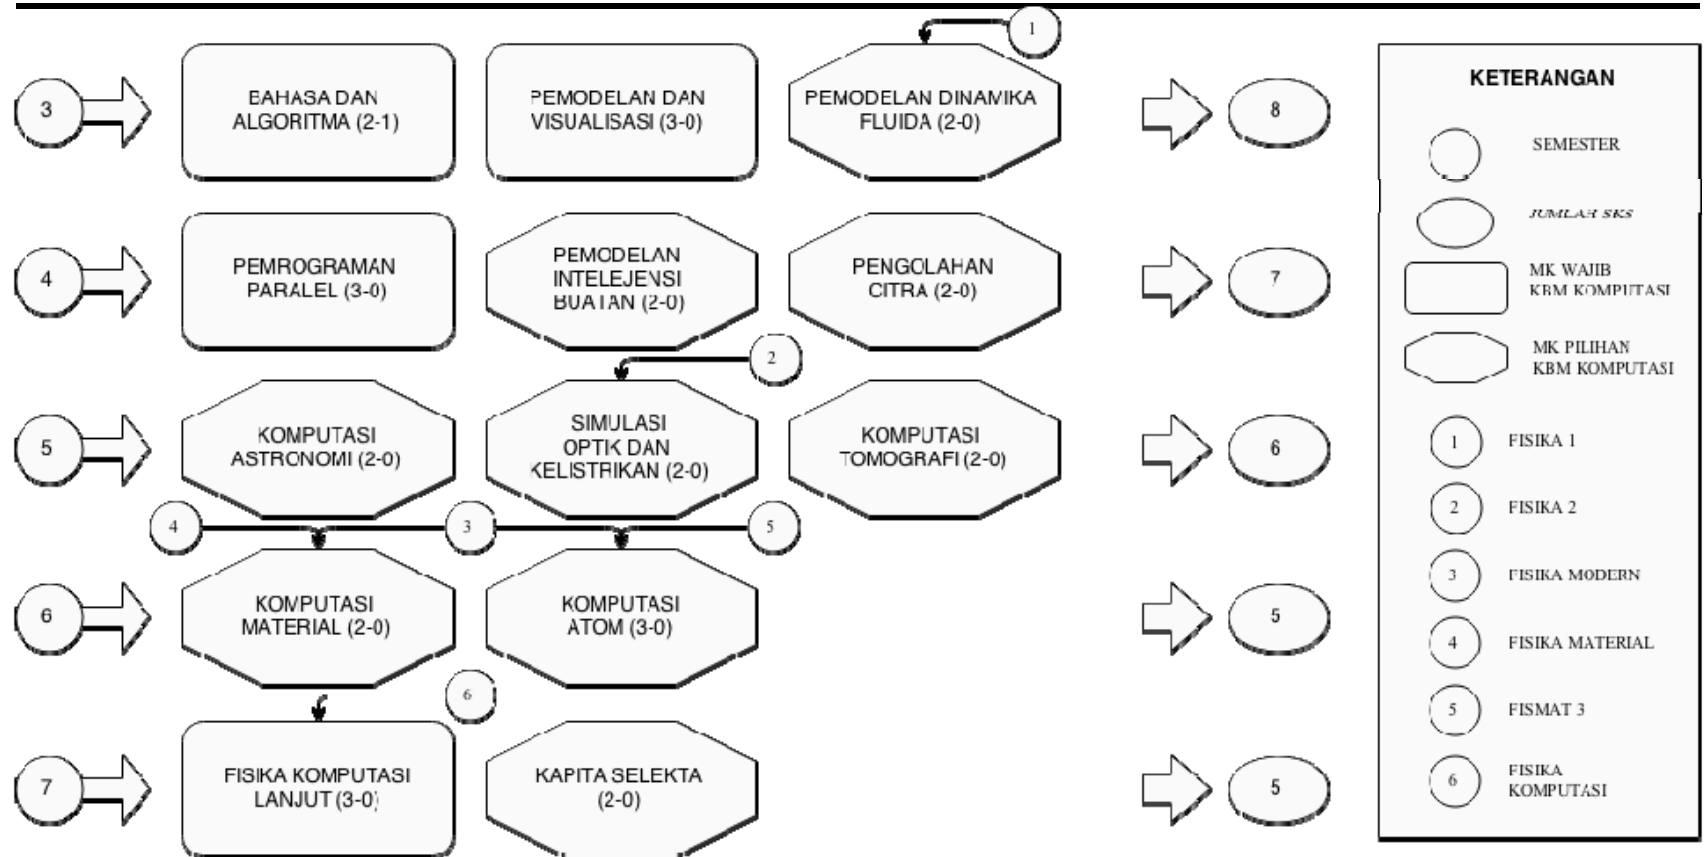 1
3
BAHASA DAN
ALGORITMA (2-1)
PEMODELAN DAN
VISUALISASI (3-0)
PEMODELAN DINAMIKA
FLUIDA (2-0)
8
4
PEMROGRAMAN
PARALEL (3-0)
PEMODELAN
INTELEJENSI
BUATAN (2-0)
PENGOLAHAN
CITRA (2-0)
7
2
5
KOMPUTASI
ASTRONOMI (2-0)
SIMULASI
OPTIK DAN
KELISTRIKAN (2-0)
KOMPUTASI
TOMOGRAFI (2-0)
6
4
3
5
6
KOMPUTASI
MATERIAL (2-0)
KOMPUTASI
ATOM (3-0)
5
6
7
FISIKA KOMPUTASI
LANJUT (3-0)
KAPITA SELEKTA
(2-0)
5
KETERANGAN
SEMESTER
JUMLAH SKS
MK WAJIB
KBM KOMPUTASI
MK PILIHAN
KBM KOMPUTASI
1 FISIKA 1
2 FISIKA 2
3 FISIKA MODERN
4 FISIKA MATERIAL
5 FISMAT 3
6 FISIKA
KOMPUTASI